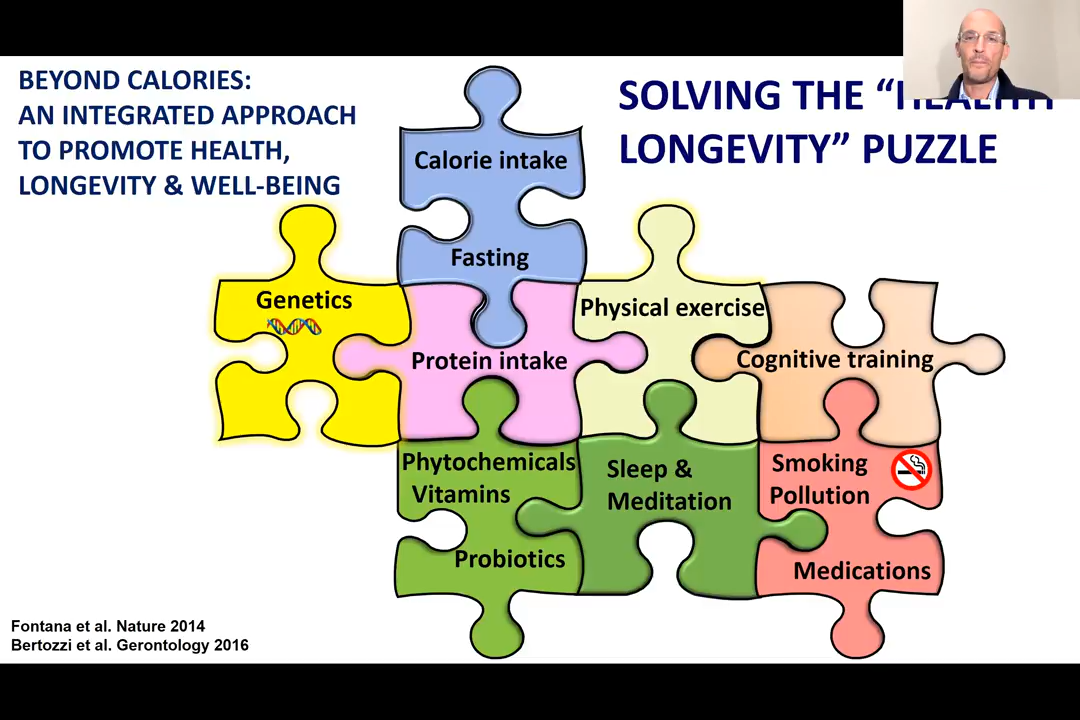 BEYOND CALORIES:
AN INTEGRATED APPROACH
TO PROMOTE HEALTH,
LONGEVITY & WELL-BEING
SOLVING THE “HEALTHY
LONGEVITY” PUZZLE
Calorie intake
Fasting
Genetics
Physical exercise
Protein intake
Cognitive training
Phytochemicals
Vitamins
Probiotics
Sleep &
Meditation
Smoking
Pollution
Medications
Fontana et al. Nature 2014
Bertozzi et al. Gerontology 2016